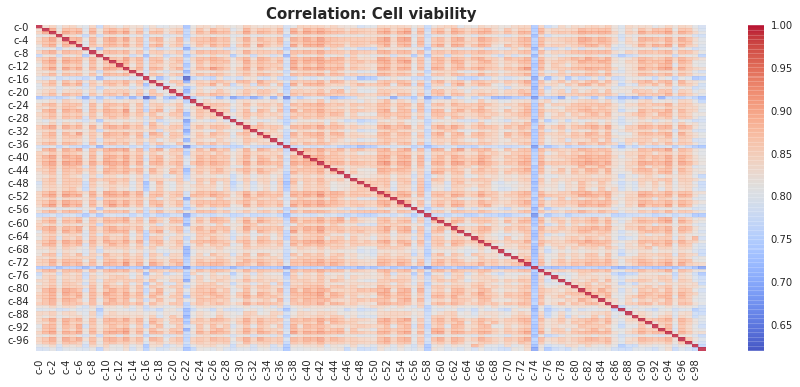 Correlation: Cell viability
c-0
c-4
c-8
c-12
c-16
c-20
c-24
c-28
c-32
c-36
c-40
c-44
c-48
c-52
c-56
c-60
c-64
c-68
c-72
c-76
c-80
c-84
c-88
c-92
c-96
1.00
0.95
0.90
0.85
0.80
0.75
0.70
0.65
c-0 c-2 c-4 c-6 c-8 c-10 c-12 c-14 c-16 c-18 c-20 c-22 c-24 c-26 c-28 c-30 c-32 c-34 c-36 c-38 c-40 c-42 c-44 c-46 c-48 c-50 c-52 c-54 c-56 c-58 c-60 c-62 c-64 c-66 c-68 c-70 c-72 c-74 c-76 c-78 c-80 c-82 c-84 c-86 c-88 c-90 c-92 c-94 c-96 c-98